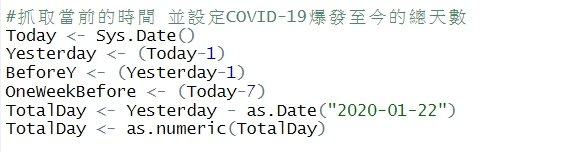 #抓取當前的時間 並設定COVID-19爆發至今的總天數
Today <- Sys.Date()
Yesterday <- (Today-1)
BeforeY <- (Yesterday-1)
OneWeekBefore <- (Today-7)
TotalDay <- Yesterday - as.Date("2020-01-22")
TotalDay <- as.numeric(TotalDay)